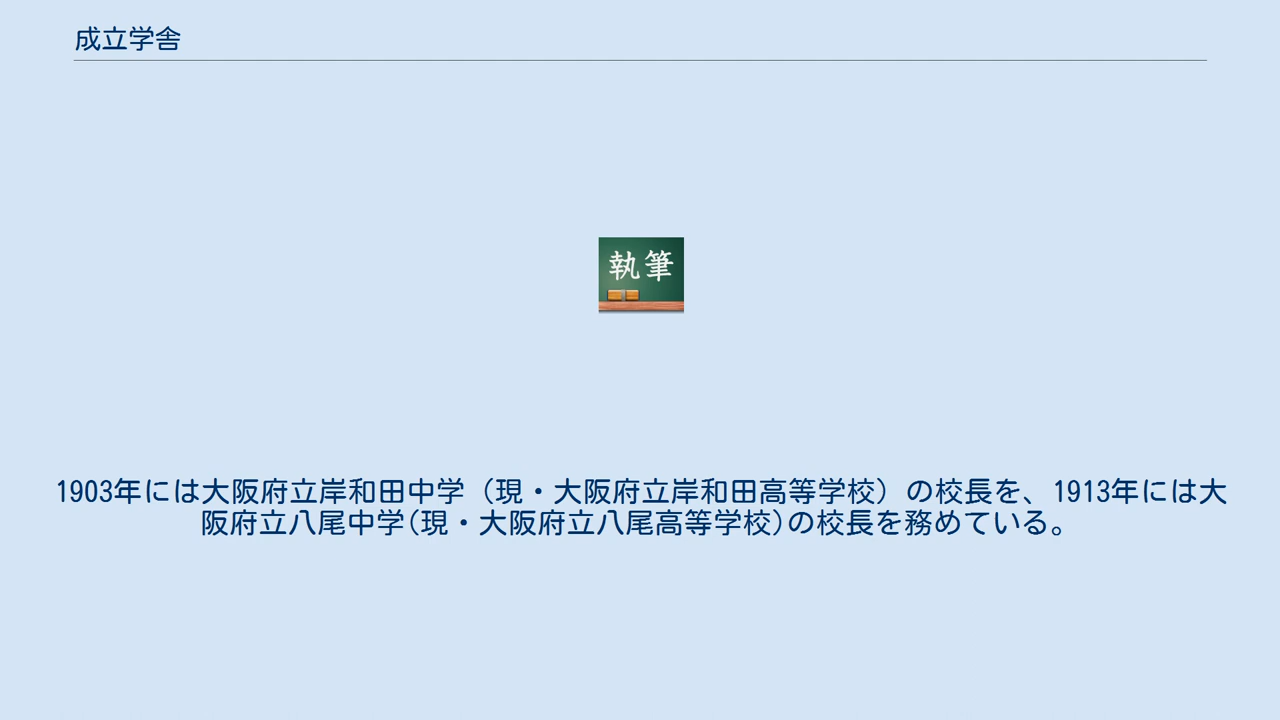 成立学舎
執筆
1903年には大阪府立岸和田中学（現・大阪府立岸和田高等学校）の校長を、1913年には大
阪府立八尾中学(現・大阪府立八尾高等学校)の校長を務めている。